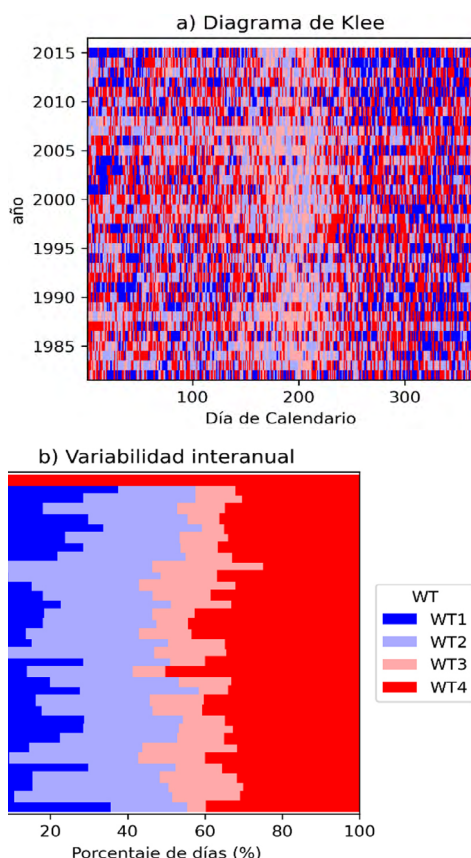 a) Diagrama de Klee
2015
2010
2005
2000
1995
1990
1985
año
100 200 300
Día de Calendario
b) Variabilidad interanual
WT
WT1
WT2
WT3
WT4
20 40 60 80 100
Porcentaje de días (%)